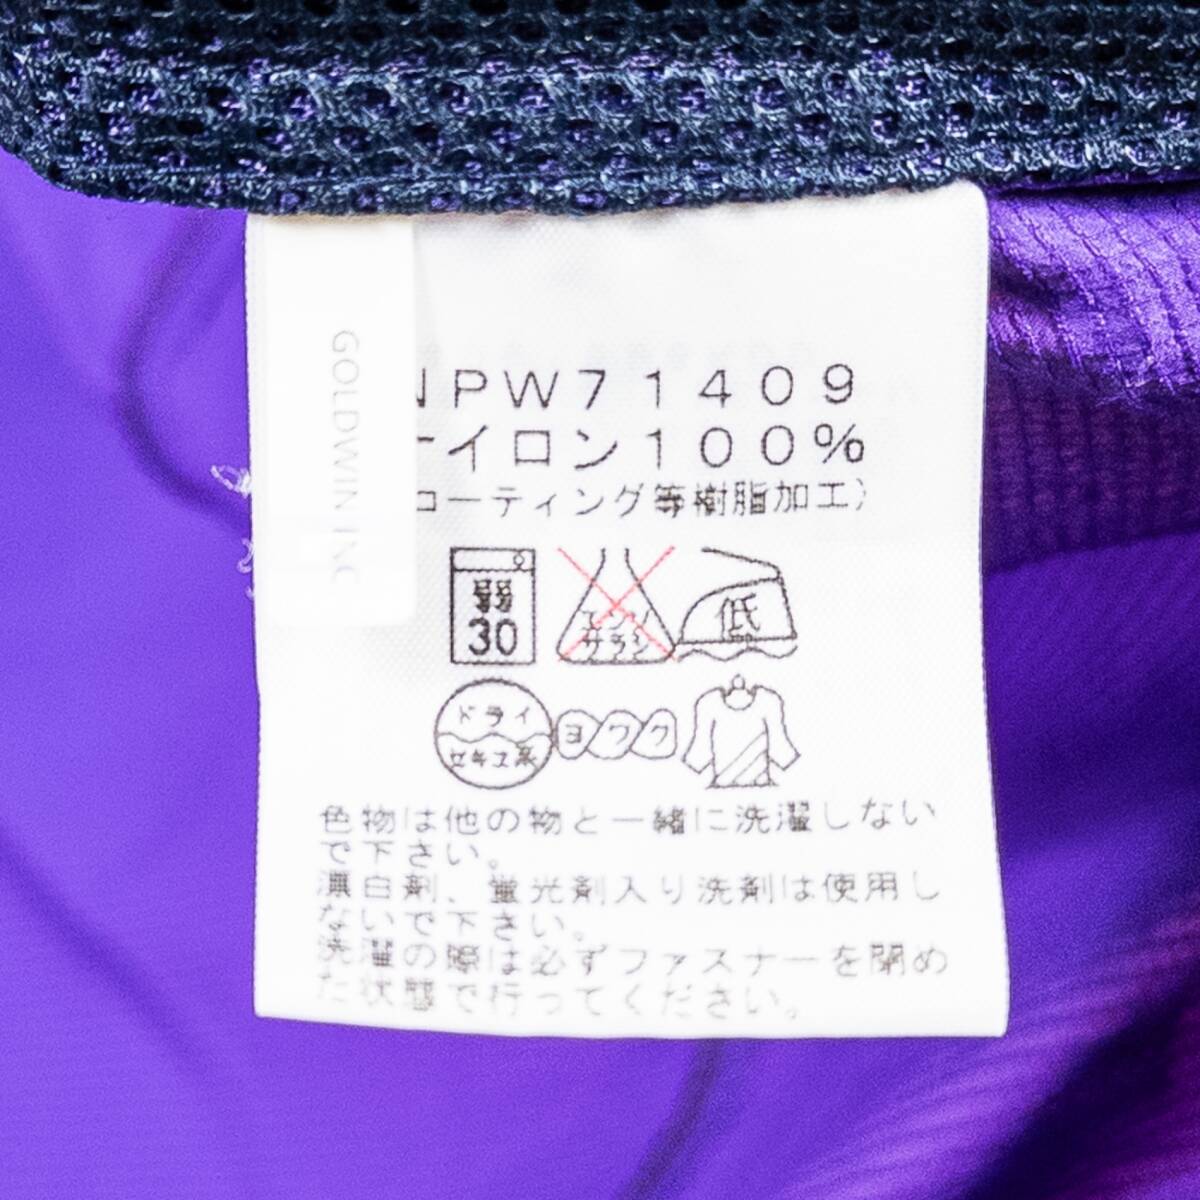 GOLDWIN INC
NPW71409
ナイロン100%
コーティング等樹脂加工)
弱
30
エンソ
サラシ
低
ドライ
セキユ系
ヨワク
色物は他の物と一緒に洗濯しない
で下さい。
漂白剤、蛍光剤入り洗剤は使用し
ないで下さい。
洗濯の際は必ずファスナーを閉め
た状態で行ってください。